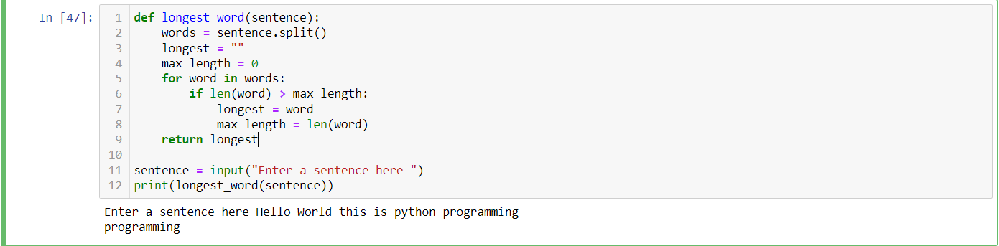 In [47]:
1 def longest_word(sentence):
2     words = sentence.split()
3     longest = ""
4     max_length = 0
5     for word in words:
6         if len(word) > max_length:
7             longest = word
8             max_length = len(word)
9     return longest
10
11 sentence = input("Enter a sentence here ")
12 print(longest_word(sentence))
Enter a sentence here Hello World this is python programming
programming